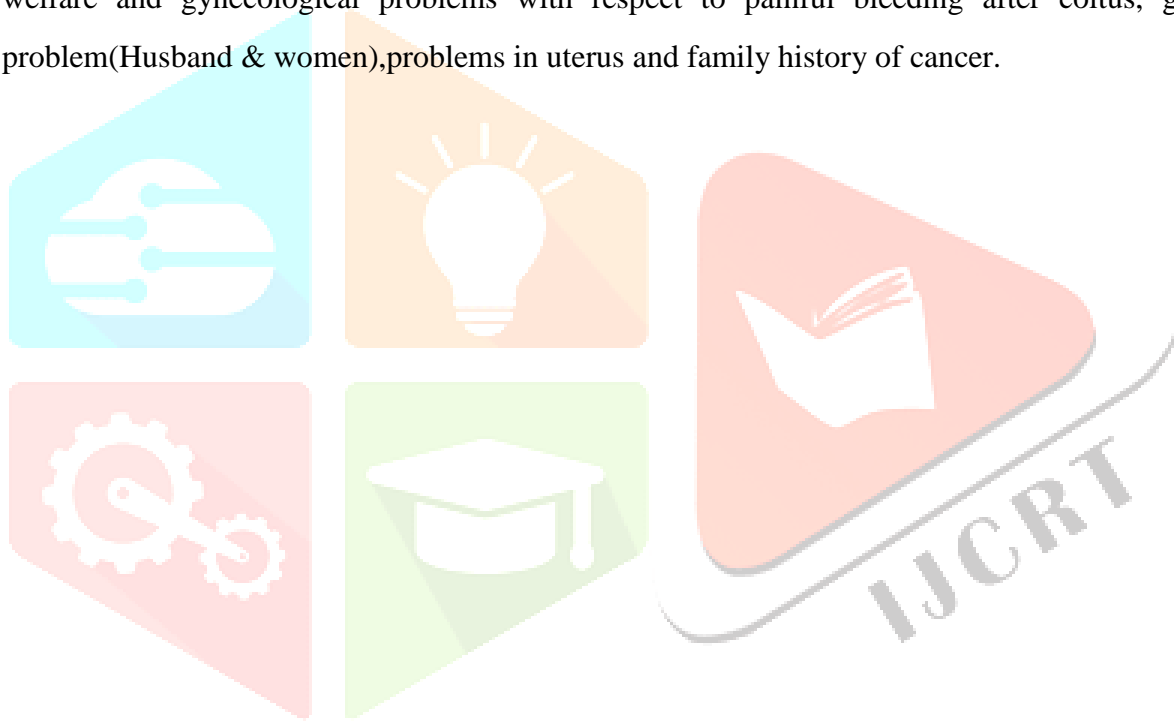 welfare and gynecological problems with respect to painful bleeding after coitus,
problem(Husband & women),problems in uterus and family history of cancer.
IJCRT